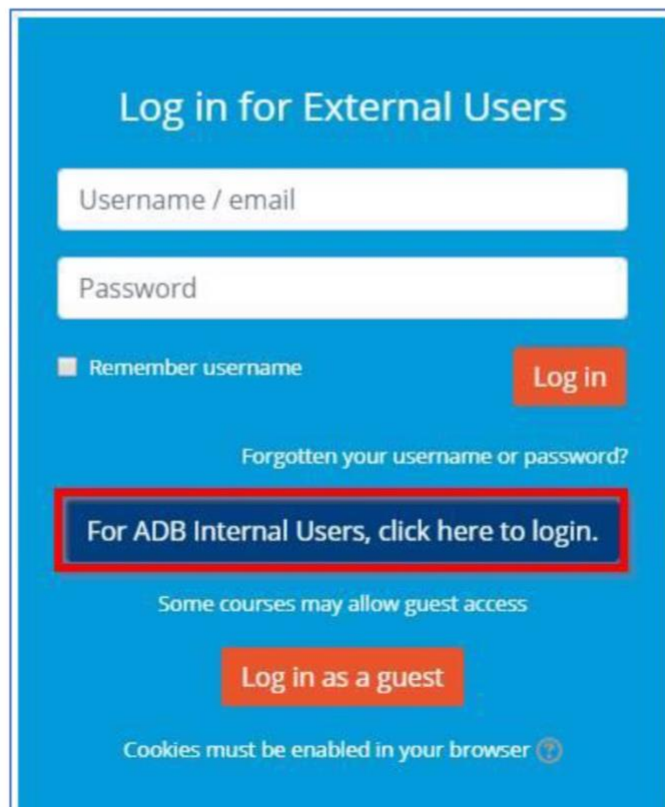 Log in for External Users
Username / email
Password
Remember username
Log in
Forgotten your username or password?
For ADB Internal Users, click here to login.
Some courses may allow guest access
Log in as a guest
Cookies must be enabled in your browser